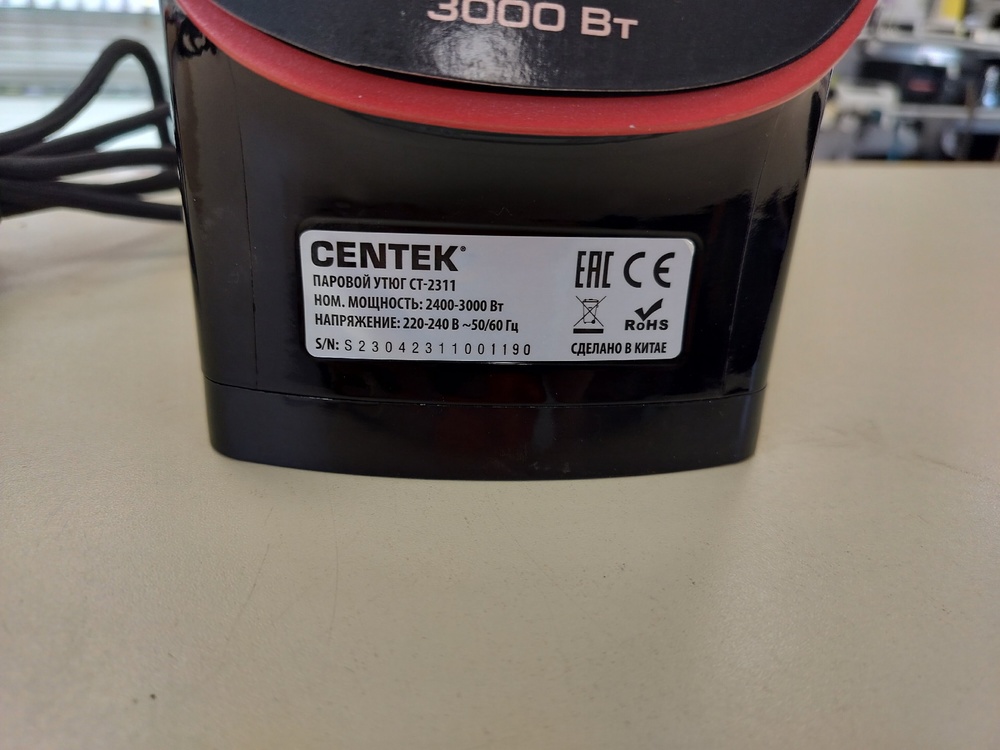 3000 Вт
CENTEK®
ПАРОВОЙ УТЮГ CT-2311
НОМ. МОЩНОСТЬ: 2400-3000 Вт
НАПРЯЖЕНИЕ: 220-240 В ~50/60 Гц
S/N: S23042311001190
EAC CE
RoHS
СДЕЛАНО В КИТАЕ